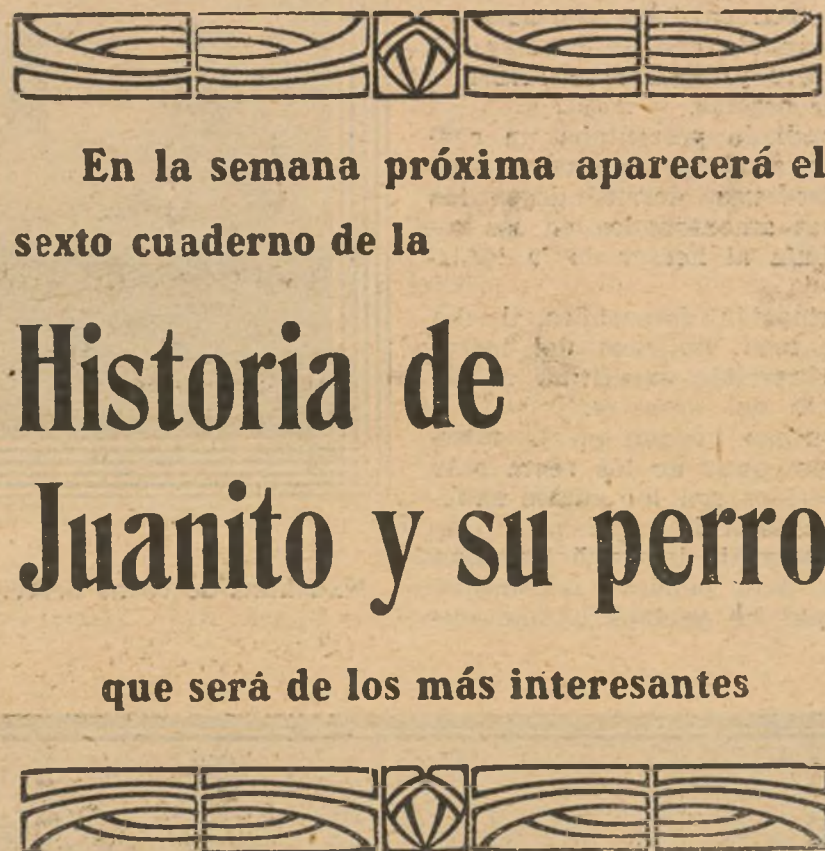 En la semana próxima aparecerá el
sexto cuaderno de la
Historia de
Juanito y su perro
que será de los más interesantes